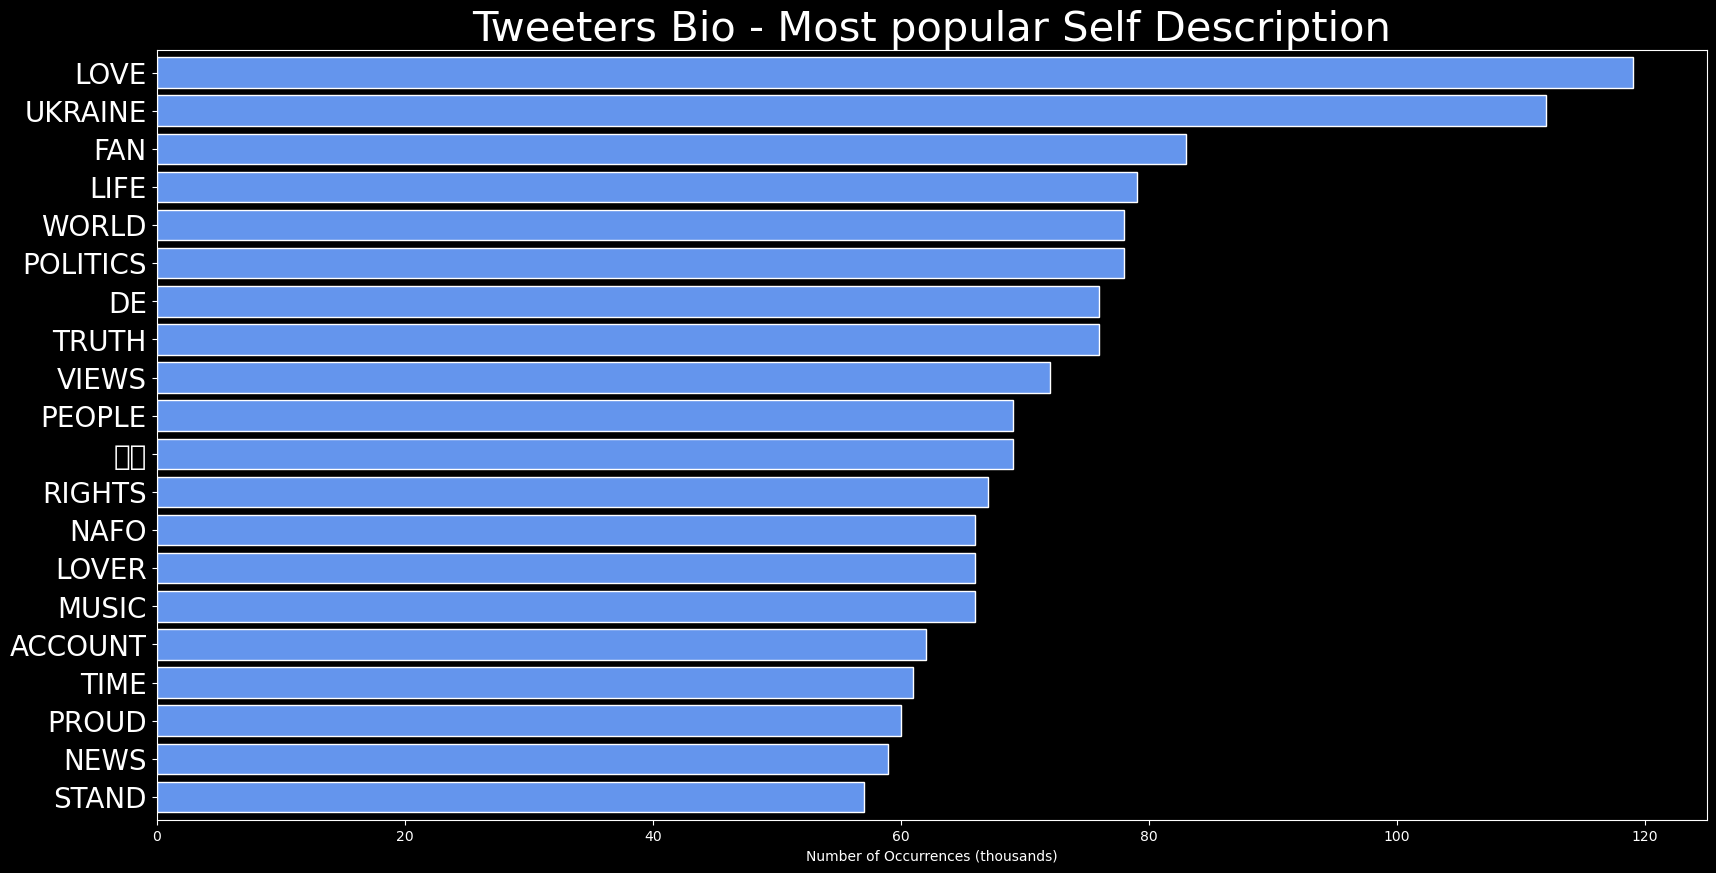 Tweeters Bio - Most popular Self Description
LOVE
UKRAINE
FAN
LIFE
WORLD
POLITICS
DE
TRUTH
VIEWS
PEOPLE
RIGHTS
NAFO
LOVER
MUSIC
ACCOUNT
TIME
PROUD
NEWS
STAND
0 20 40 60 80 100 120
Number of Occurrences (thousands)